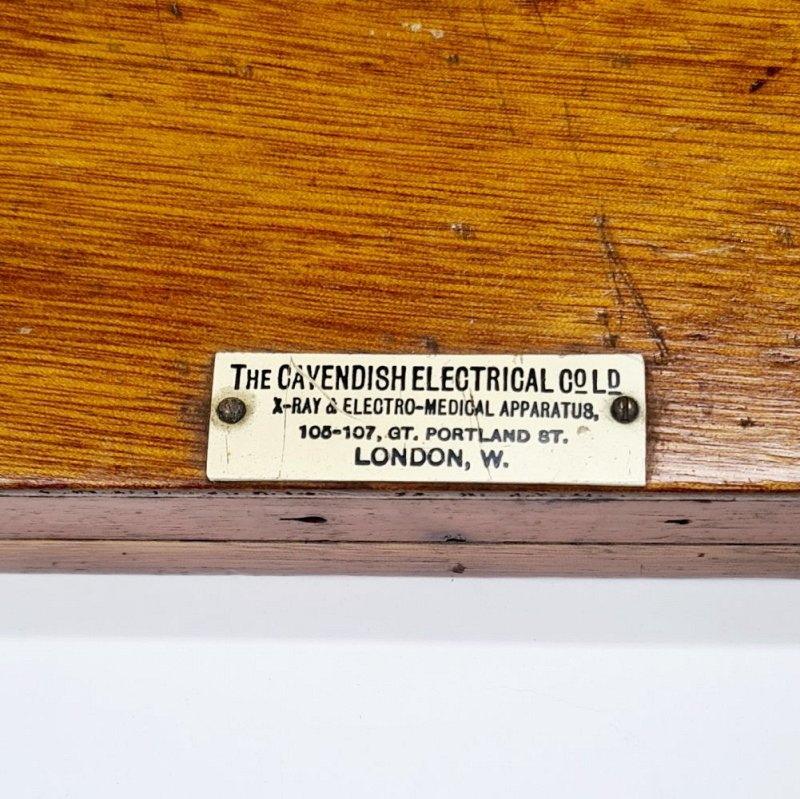 THE CAVENDISH ELECTRICAL CO LD
X-RAY & ELECTRO-MEDICAL APPARATUS,
105-107, GT. PORTLAND ST.
LONDON, W.